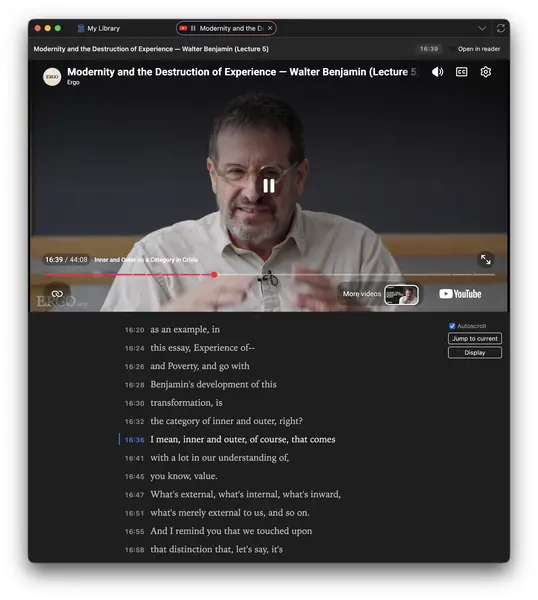 My Library
Modernity and the De
Modernity and the Destruction of Experience — Walter Benjamin (Lecture 5)
16:39
Open in reader
ERGO
Modernity and the Destruction of Experience — Walter Benjamin (Lecture 5)
Ergo
CC
16:39 / 44:08
Inner and Outer as a Category in Crisis
ERGO
More videos
YouTube
Autoscroll
Jump to current
Display
16:20 as an example, in
16:24 this essay, Experience of--
16:26 and Poverty, and go with
16:28 Benjamin's development of this
16:30 transformation, is
16:32 the category of inner and outer, right?
16:36 I mean, inner and outer, of course, that comes
16:41 with a lot in our understanding of,
16:45 you know, value.
16:47 What's external, what's internal, what's inward,
16:51 what's merely external to us, and so on.
16:55 And I remind you that we touched upon
16:58 that distinction that, let's say, it's